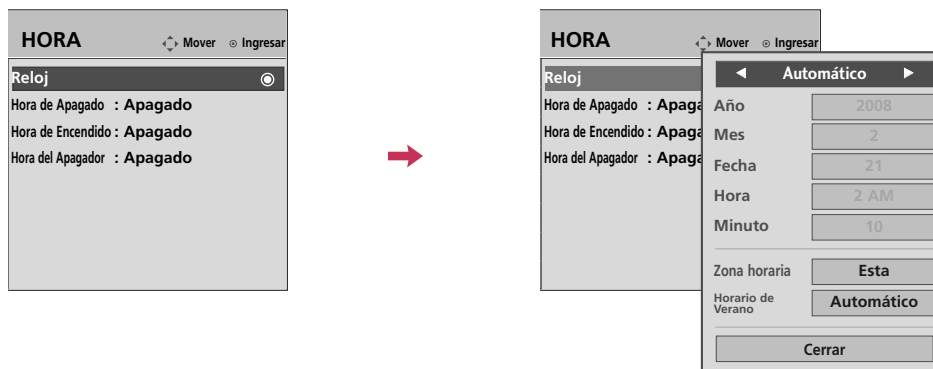 HORA
Mover Ingresar
Reloj
Hora de Apagado : Apagado
Hora de Encendido : Apagado
Hora del Apagador : Apagado
HORA
Mover Ingresar
Reloj
Hora de Apagado : Apaga
Hora de Encendido : Apaga
Hora del Apagador : Apaga
Automático
Año 2008
Mes 2
Fecha 21
Hora 2 AM
Minuto 10
Zona horaria Esta
Horario de
Verano Automático
Cerrar